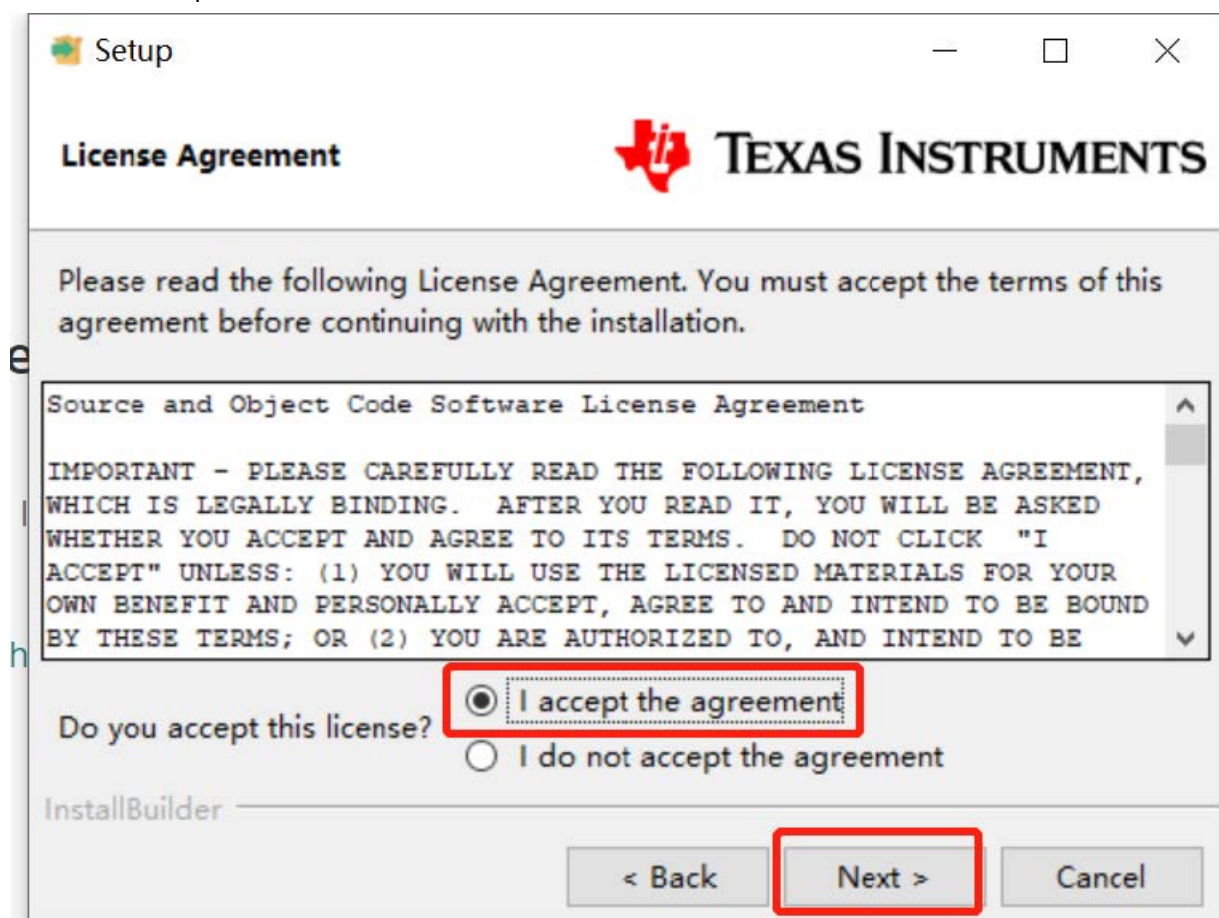 Setup
License Agreement
TEXAS INSTRUMENTS
Please read the following License Agreement. You must accept the terms of this
agreement before continuing with the installation.
e
Source and Object Code Software License Agreement
IMPORTANT - PLEASE CAREFULLY READ THE FOLLOWING LICENSE AGREEMENT,
WHICH IS LEGALLY BINDING.  AFTER YOU READ IT, YOU WILL BE ASKED
WHETHER YOU ACCEPT AND AGREE TO ITS TERMS.  DO NOT CLICK  "I
ACCEPT" UNLESS: (1) YOU WILL USE THE LICENSED MATERIALS FOR YOUR
OWN BENEFIT AND PERSONALLY ACCEPT, AGREE TO AND INTEND TO BE BOUND
BY THESE TERMS; OR (2) YOU ARE AUTHORIZED TO, AND INTEND TO BE
h
Do you accept this license?
I accept the agreement
I do not accept the agreement
InstallBuilder
< Back
Next >
Cancel